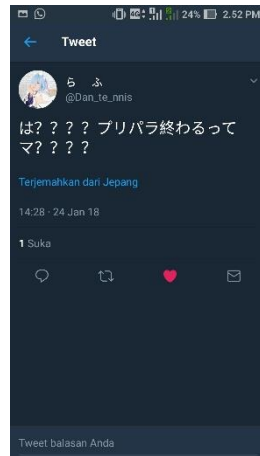 24% 2.52 PM
Tweet
ら ふ
@Dan_te_nnis
は？？？？プリパラ終わるって
マ？？？？
Terjemahkan dari Jepang
14:28 · 24 Jan 18
1 Suka
Tweet balasan Anda